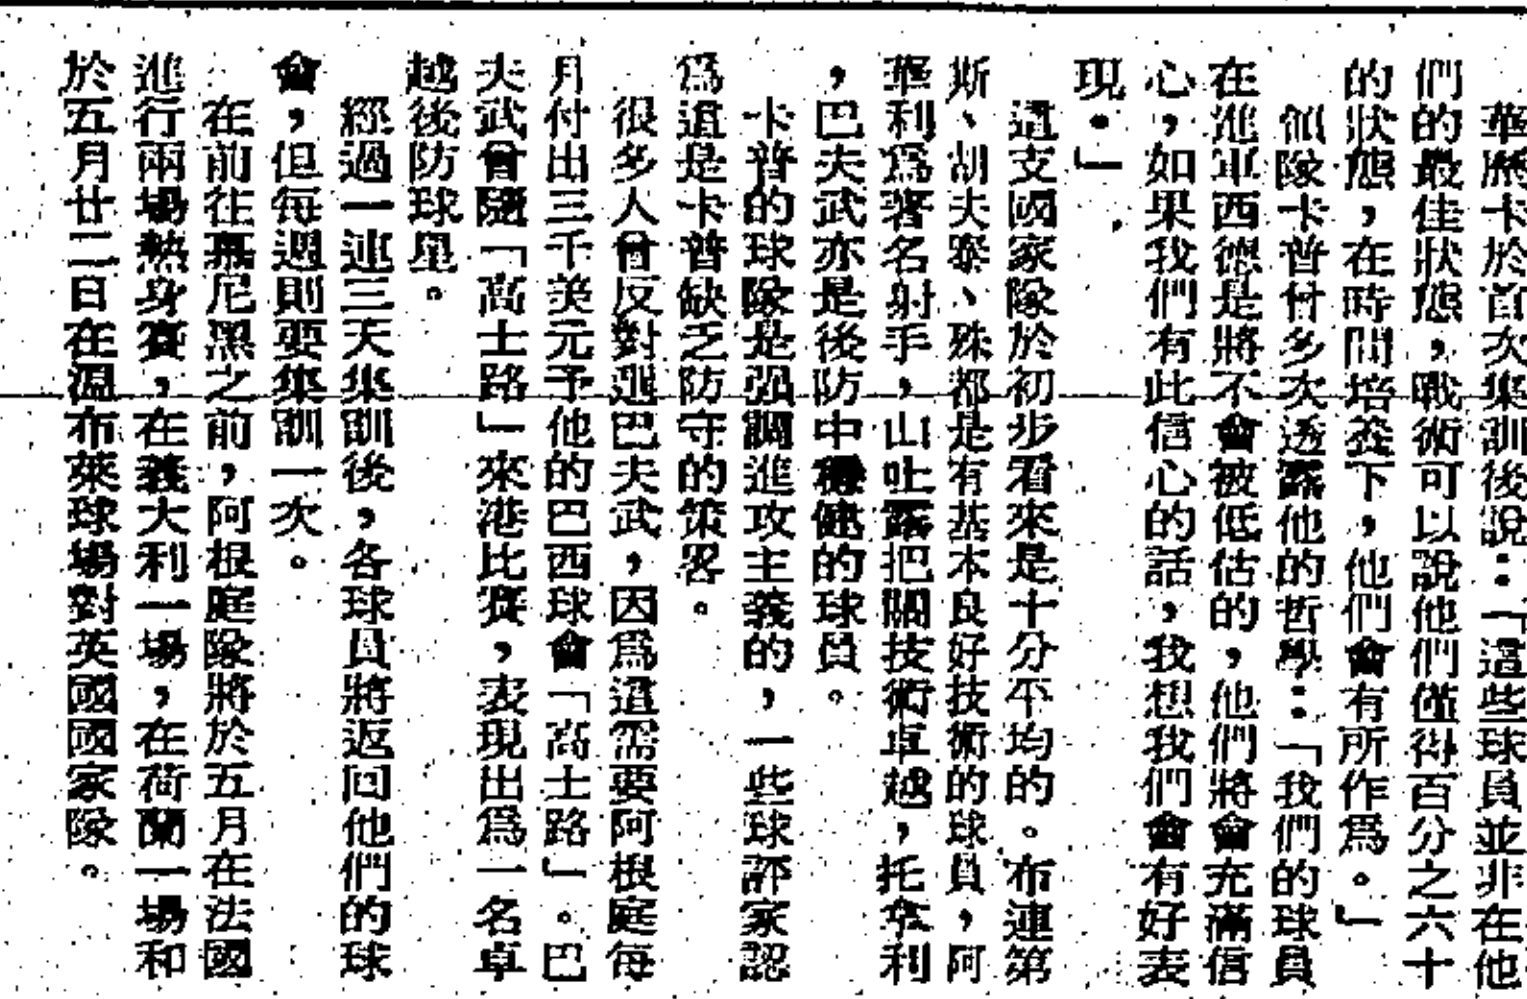 華隊卡於首次集訓後說：「這些球員並非在他
們的最佳狀態，戰術可以說他們僅得百分之六十
的狀態，在時間培養下，他們會有所作為。」
領隊卡普曾多次透露他的哲學：「我們的球員
在進軍西德是將不會被低估的，他們將會充滿信
心，如果我們有此信心的話，我想我們會有好表
現。」
這支國家隊於初步看來是十分平均的。布連第
斯、胡夫泰、殊都是有基本良好技術的球員，阿
華利為著名射手，山吐露把關技術卓越，托拿利
，巴夫武亦是後防中穩健的球員。
卡普的球隊是强調進攻主義的，一些球評家認
為這是卡普缺乏防守的策畧。
很多人曾反對選巴夫武，因為這需要阿根庭每
月付出三千美元予他的巴西球會「高士路」。巴
夫武曾隨「高士路」來港比賽，表現出為一名卓
越後防球星。
經過一連三天集訓後，各球員將返回他們的球
會，但每週則要集訓一次。
在前往慕尼黑之前，阿根庭隊將於五月在法國
進行兩場熱身賽，在義大利一場，在荷蘭一場和
於五月廿二日在溫布萊球場對英國國家隊。